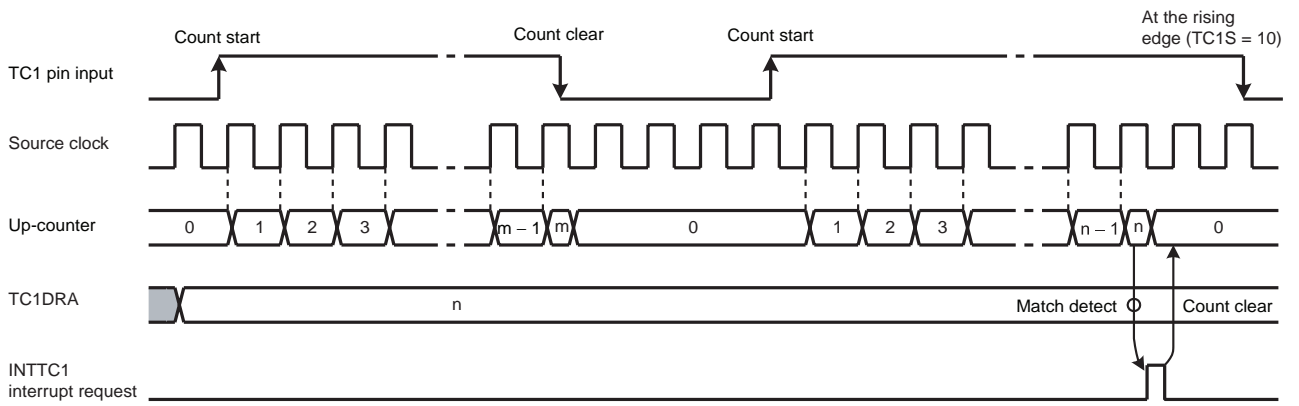 At the rising
edge (TC1S = 10)
Count start
Count clear
Count start
TC1 pin input
Source clock
Up-counter
0
1
2
3
m – 1
m
0
1
2
3
n – 1
n
0
TC1DRA
n
Match detect
Count clear
INTTC1
interrupt request